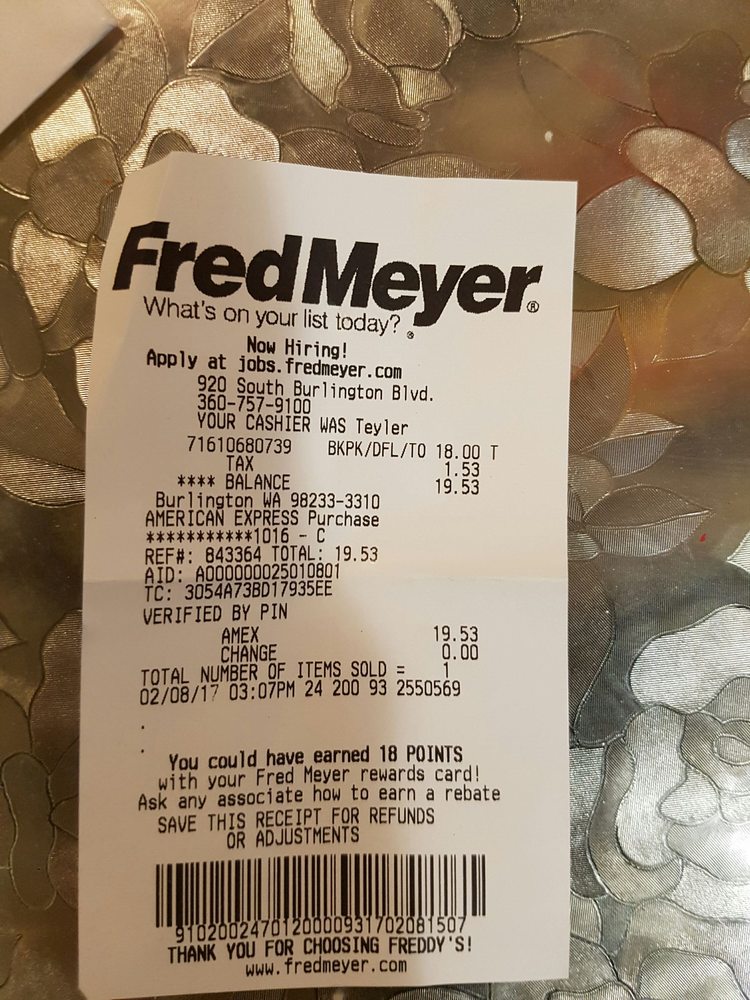 Fred Meyer®
What's on your list today?®
Now Hiring!
Apply at jobs.fredmeyer.com
920 South Burlington Blvd.
360-757-9100
YOUR CASHIER WAS Teyler
71610680739 BKPK/DFL/TO 18.00 T
TAX 1.53
**** BALANCE 19.53
Burlington WA 98233-3310
AMERICAN EXPRESS Purchase
***********1016 - C
REF#: 843364 TOTAL: 19.53
AID: A000000025010801
TC: 3054A73BD17935EE
VERIFIED BY PIN
AMEX 19.53
CHANGE 0.00
TOTAL NUMBER OF ITEMS SOLD = 1
02/08/17 03:07PM 24 200 93 2550569
.
.
You could have earned 18 POINTS
with your Fred Meyer rewards card!
Ask any associate how to earn a rebate
SAVE THIS RECEIPT FOR REFUNDS
OR ADJUSTMENTS
9102002470120000931702081507
THANK YOU FOR CHOOSING FREDDY'S!
www.fredmeyer.com